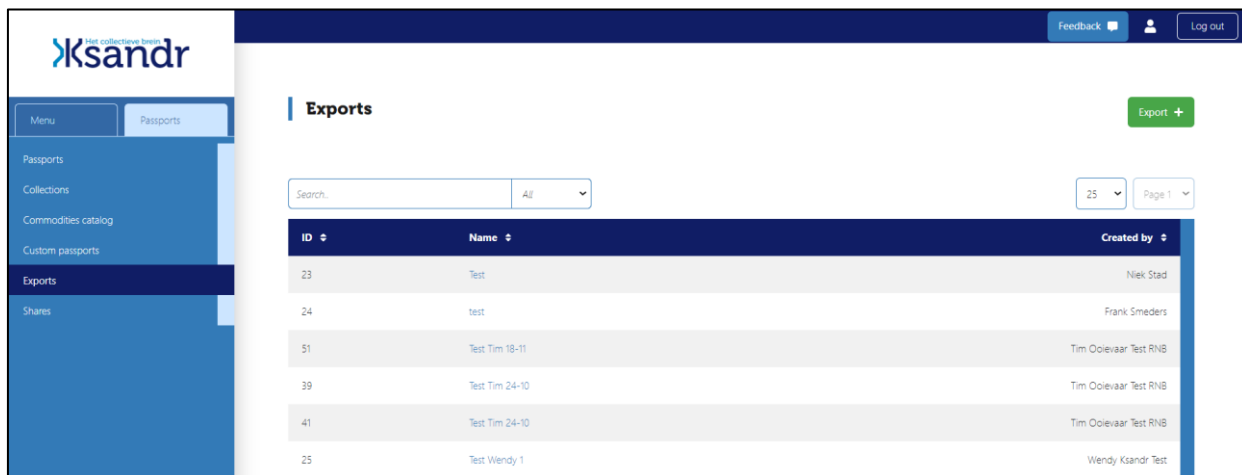 Feedback
Log out
Het collectieve brein
Ksandr
Menu
Passports
Exports
Export +
Passports
Collections
Commodities catalog
Custom passports
Exports
Shares
Search..
All
25
Page 1
ID Name Created by
23 Test Niek Stad
24 test Frank Smeders
51 Test Tim 18-11 Tim Ooievaar Test RNB
39 Test Tim 24-10 Tim Ooievaar Test RNB
41 Test Tim 24-10 Tim Ooievaar Test RNB
25 Test Wendy 1 Wendy Ksandr Test